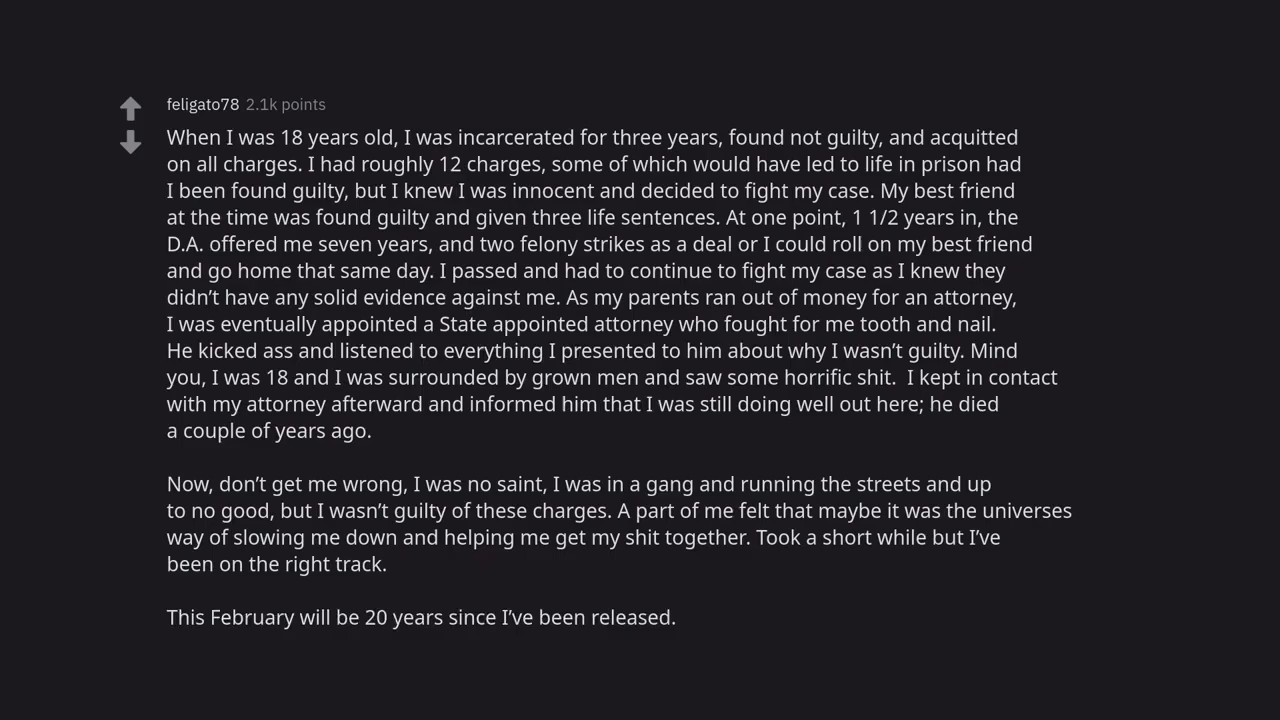 feligato78 2.1k points
When I was 18 years old, I was incarcerated for three years, found not guilty, and acquitted
on all charges. I had roughly 12 charges, some of which would have led to life in prison had
I been found guilty, but I knew I was innocent and decided to fight my case. My best friend
at the time was found guilty and given three life sentences. At one point, 1 1/2 years in, the
D.A. offered me seven years, and two felony strikes as a deal or I could roll on my best friend
and go home that same day. I passed and had to continue to fight my case as I knew they
didn’t have any solid evidence against me. As my parents ran out of money for an attorney,
I was eventually appointed a State appointed attorney who fought for me tooth and nail.
He kicked ass and listened to everything I presented to him about why I wasn’t guilty. Mind
you, I was 18 and I was surrounded by grown men and saw some horrific shit.  I kept in contact
with my attorney afterward and informed him that I was still doing well out here; he died
a couple of years ago.
Now, don’t get me wrong, I was no saint, I was in a gang and running the streets and up
to no good, but I wasn’t guilty of these charges. A part of me felt that maybe it was the universes
way of slowing me down and helping me get my shit together. Took a short while but I’ve
been on the right track.
This February will be 20 years since I’ve been released.